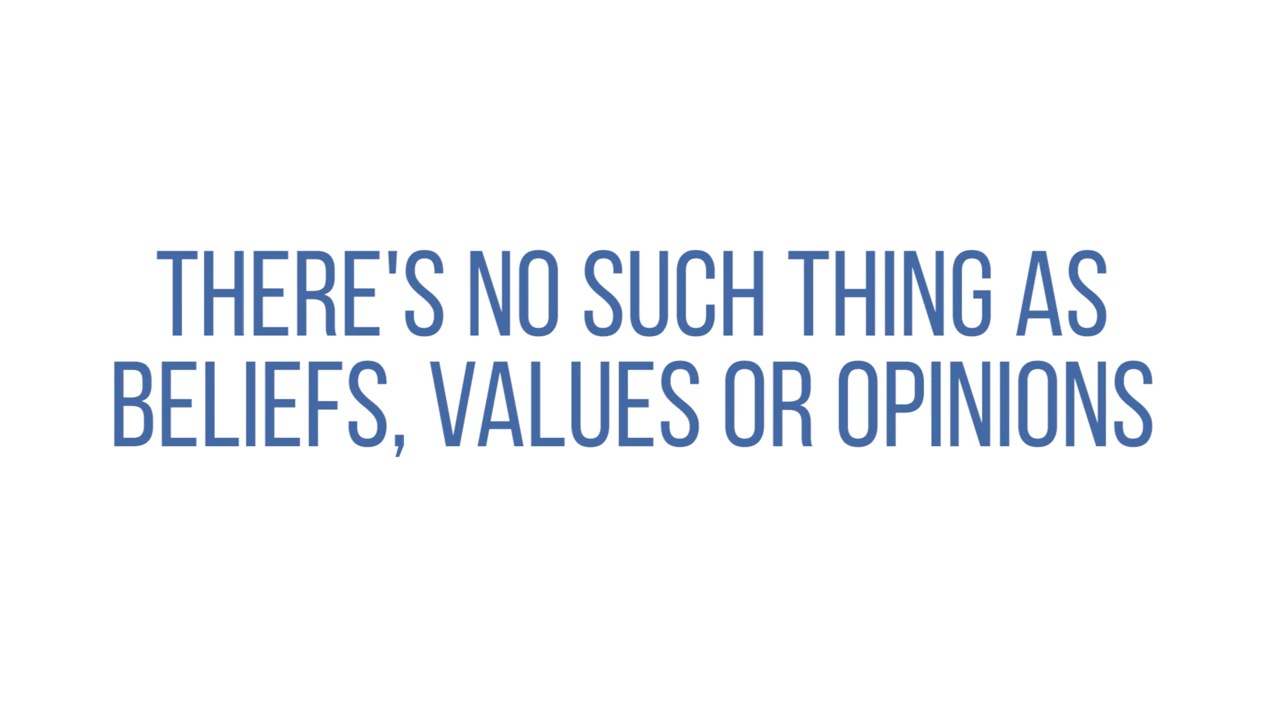 THERE'S NO SUCH THING AS
BELIEFS, VALUES OR OPINIONS